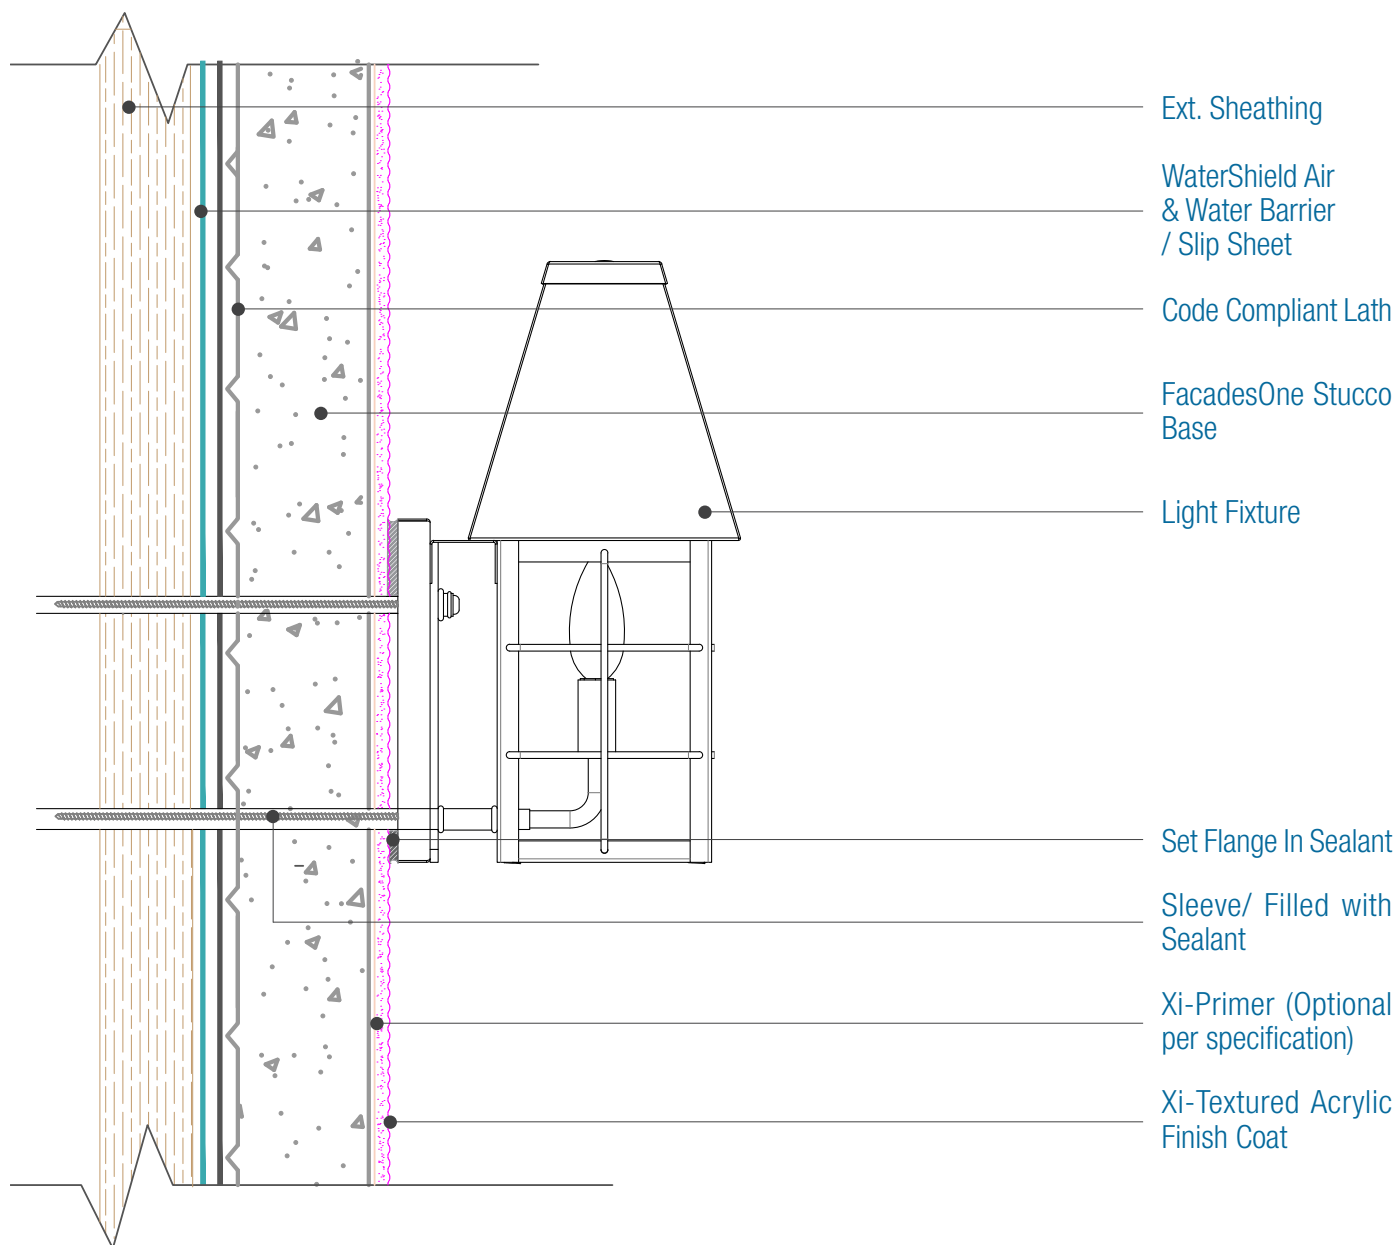 Ext. Sheathing
WaterShield Air
& Water Barrier
/ Slip Sheet
Code Compliant Lath
FacadesOne Stucco
Base
Light Fixture
Set Flange In Sealant
Sleeve/ Filled with
Sealant
Xi-Primer (Optional
per specification)
Xi-Textured Acrylic
Finish Coat